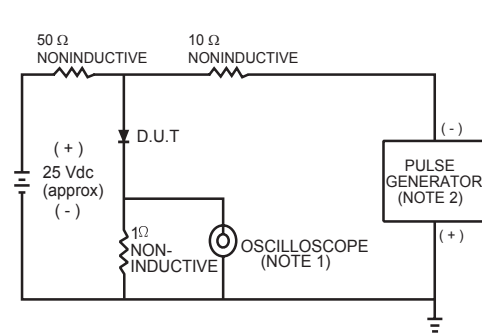 50 Ω
NONINDUCTIVE
10 Ω
NONINDUCTIVE
D.U.T
( + )
25 Vdc
(approx)
( - )
( - )
PULSE
GENERATOR
(NOTE 2)
( + )
1Ω
NON-
INDUCTIVE
OSCILLOSCOPE
(NOTE 1)